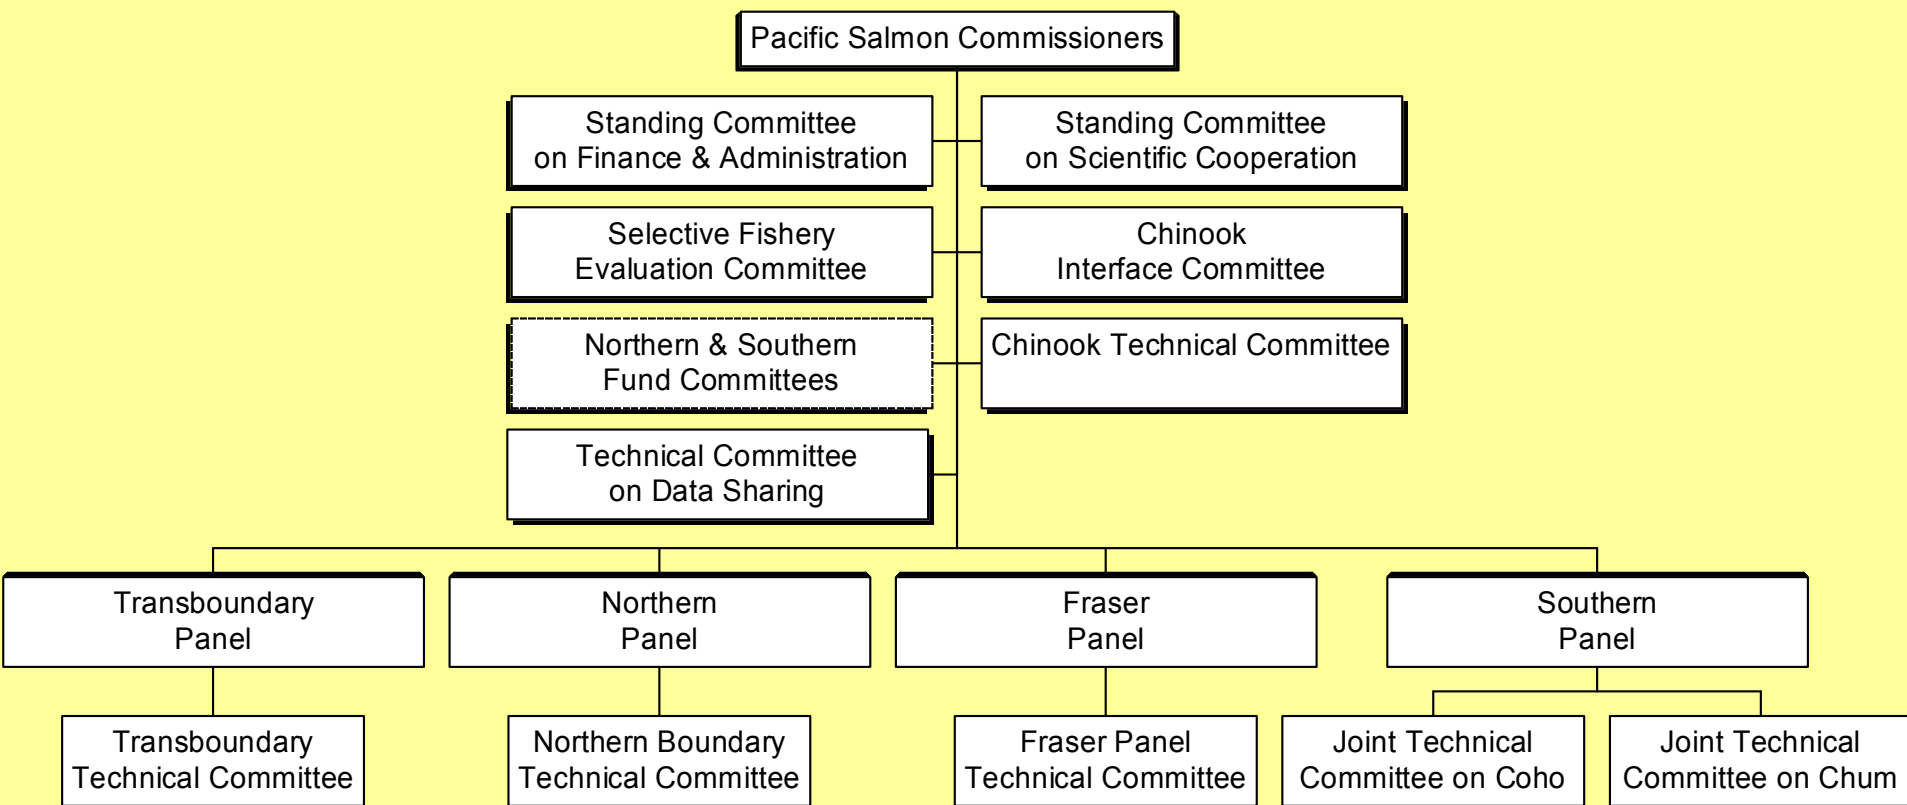 Pacific Salmon Commissioners
Standing Committee
on Finance & Administration
Standing Committee
on Scientific Cooperation
Selective Fishery
Evaluation Committee
Chinook
Interface Committee
Northern & Southern
Fund Committees
Chinook Technical Committee
Technical Committee
on Data Sharing
Transboundary
Panel
Northern
Panel
Fraser
Panel
Southern
Panel
Transboundary
Technical Committee
Northern Boundary
Technical Committee
Fraser Panel
Technical Committee
Joint Technical
Committee on Coho
Joint Technical
Committee on Chum